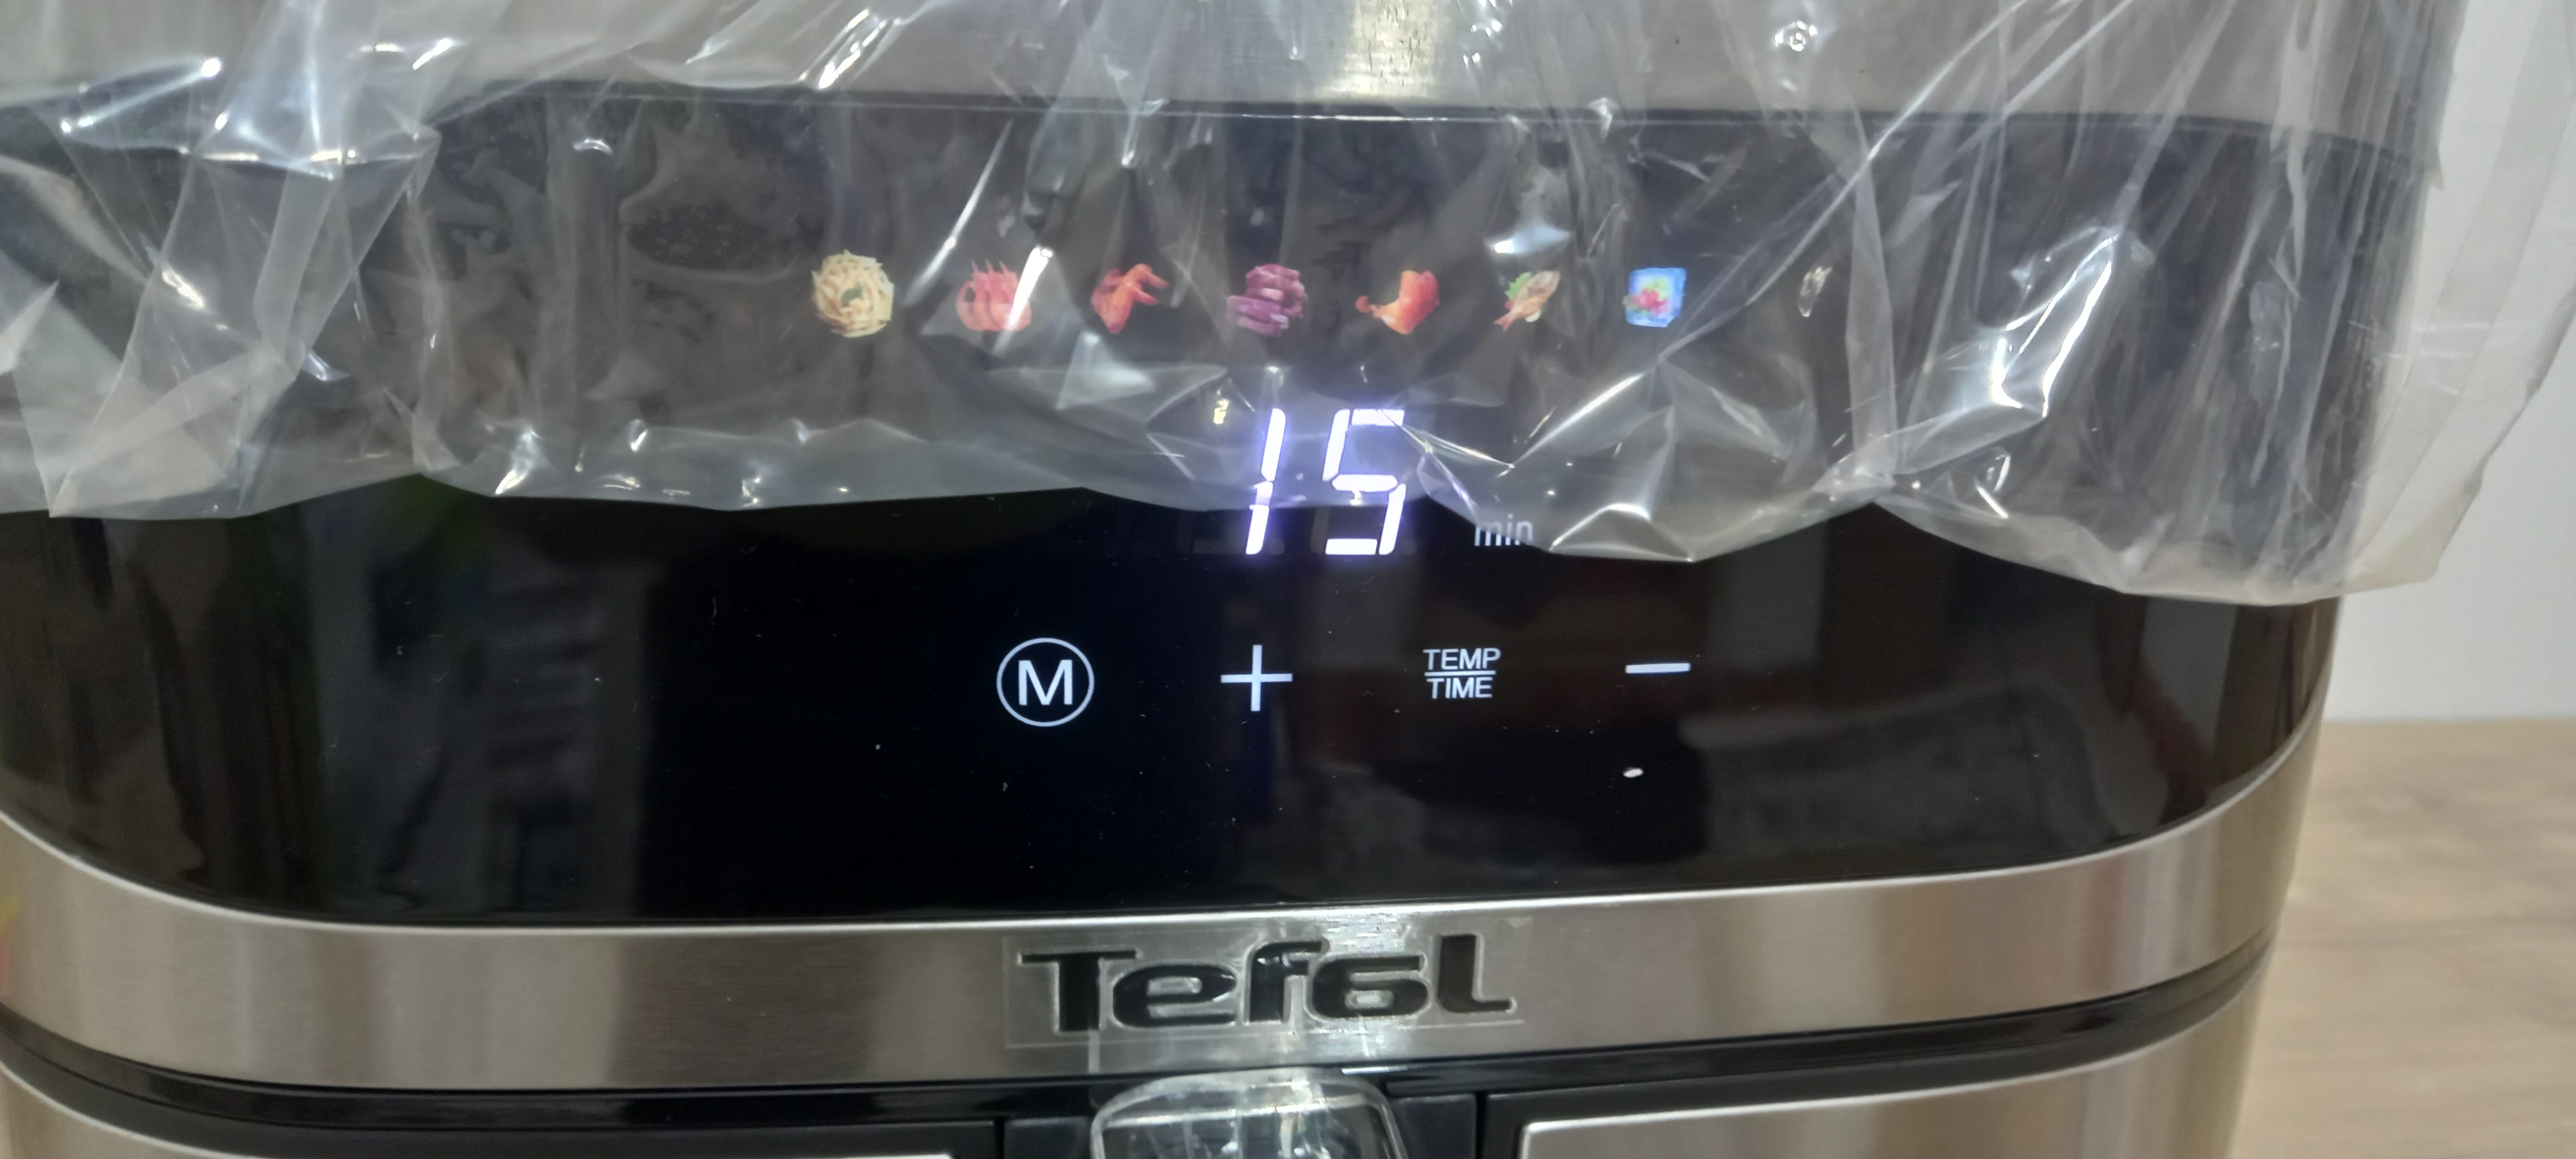 15 min
M + TEMP TIME −
Tefal